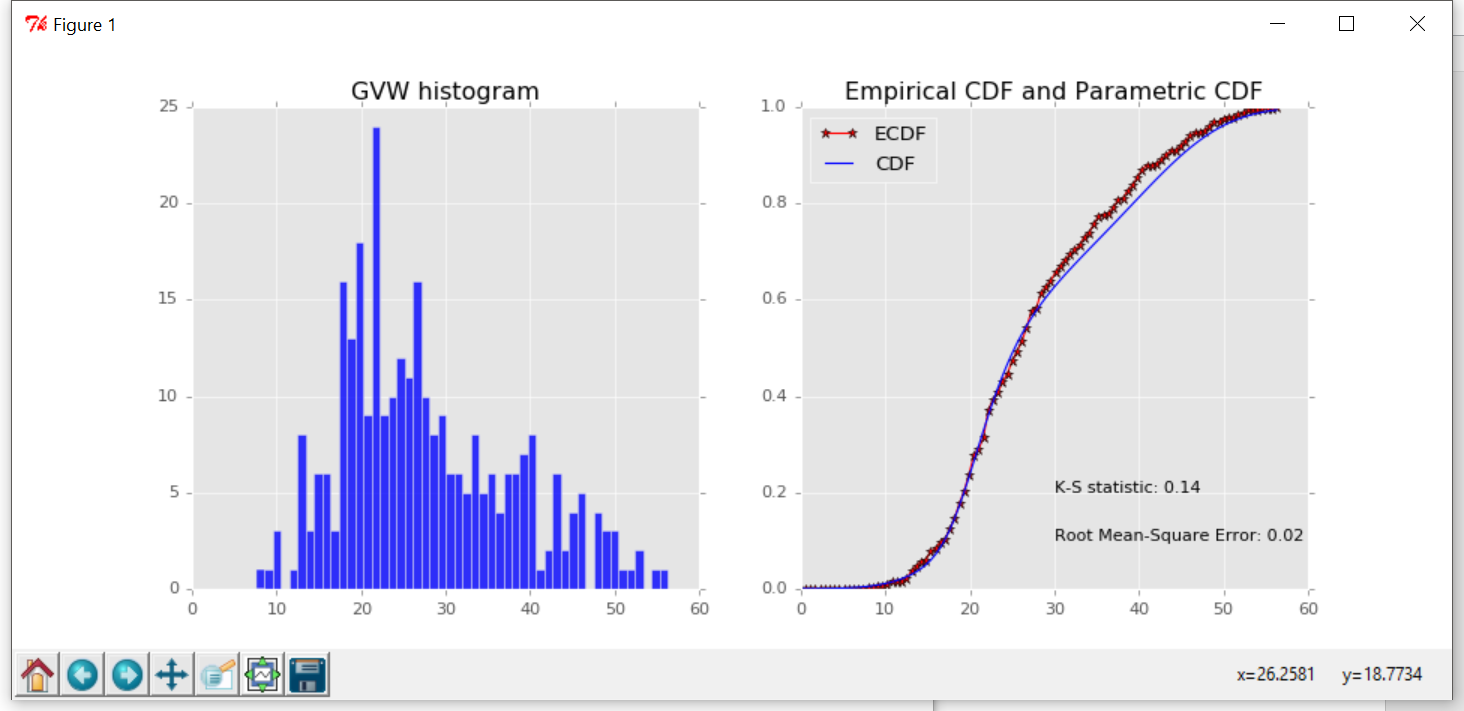 Figure 1
GVW histogram
25
20
15
10
5
0
0 10 20 30 40 50 60
Empirical CDF and Parametric CDF
1.0
0.8
0.6
0.4
0.2
0.0
ECDF
CDF
K-S statistic: 0.14
Root Mean-Square Error: 0.02
0 10 20 30 40 50 60
x=26.2581 y=18.7734